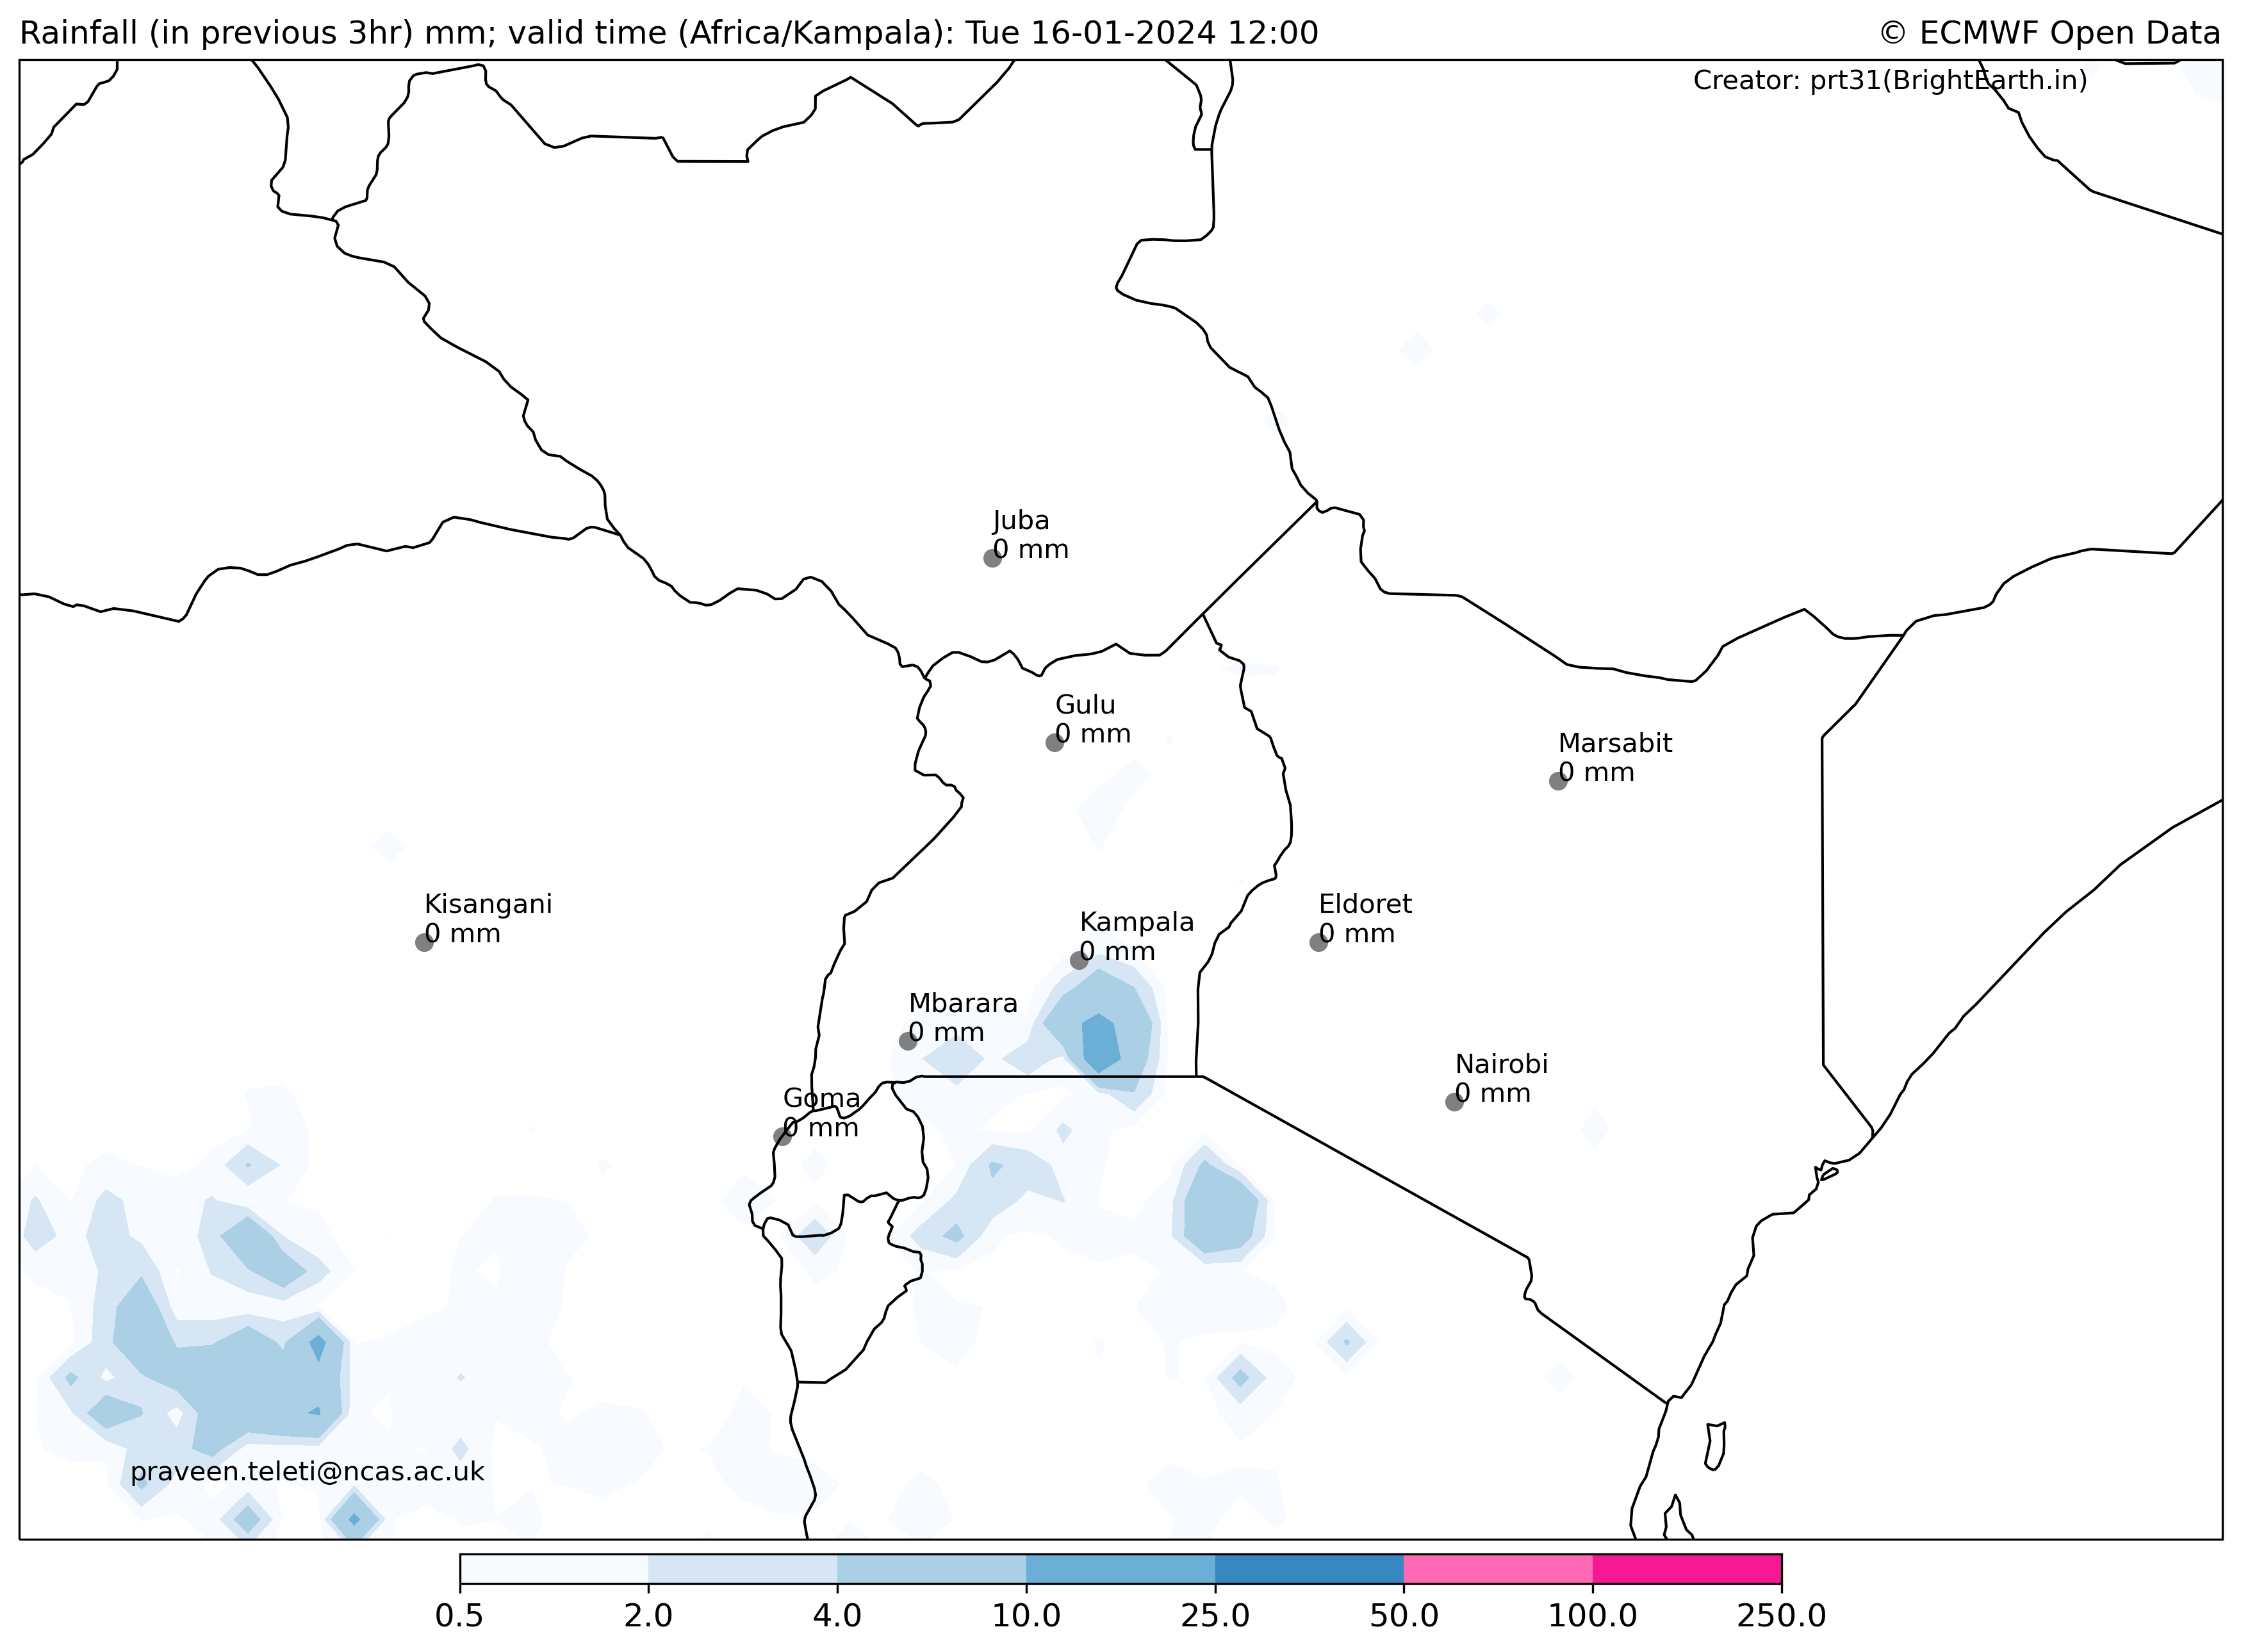 Rainfall (in previous 3hr) mm; valid time (Africa/Kampala): Tue 16-01-2024 12:00
© ECMWF Open Data
Creator: prt31(BrightEarth.in)
Juba
0 mm
Gulu
0 mm
Marsabit
0 mm
Kisangani
0 mm
Kampala
0 mm
Eldoret
0 mm
Mbarara
0 mm
Nairobi
0 mm
Goma
0 mm
praveen.teleti@ncas.ac.uk
0.5 2.0 4.0 10.0 25.0 50.0 100.0 250.0